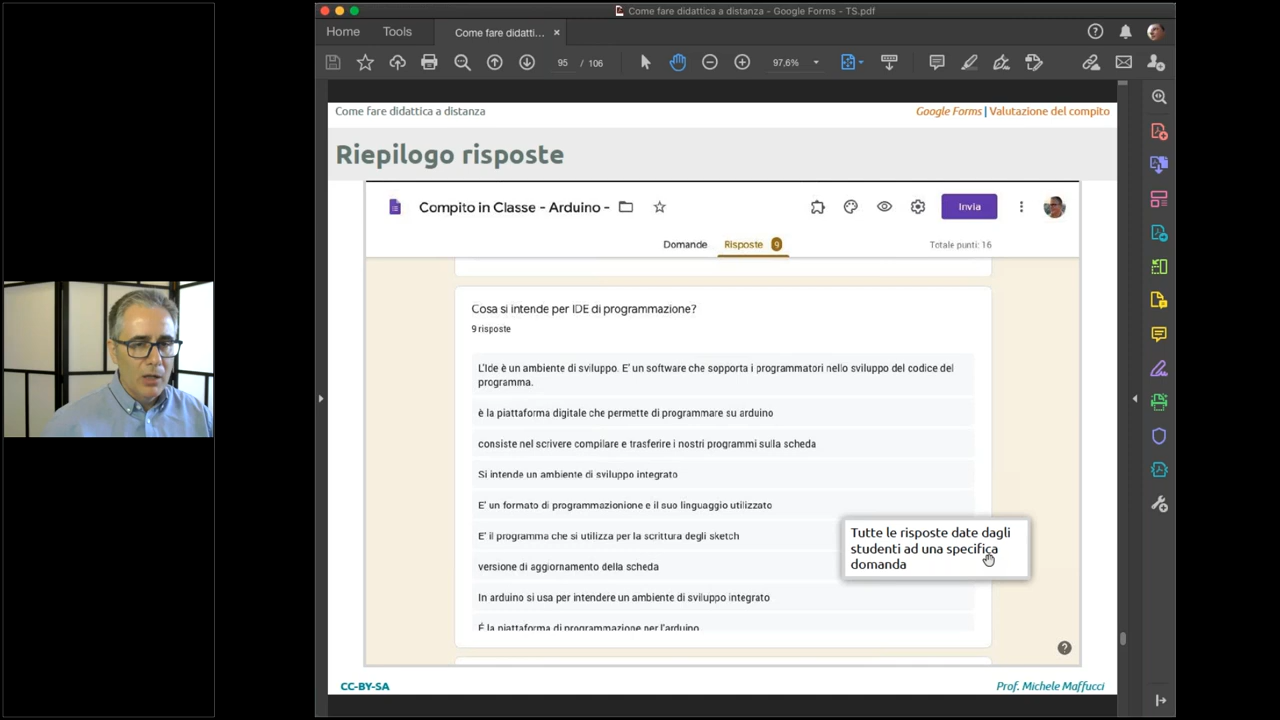 Come fare didattica a distanza - Google Forms - TS.pdf
Home
Tools
Come fare didatti...
95 / 106
97,6%
Come fare didattica a distanza
Google Forms | Valutazione del compito
Riepilogo risposte
Compito in Classe - Arduino -
Invia
Domande
Risposte 9
Totale punti: 16
Cosa si intende per IDE di programmazione?
9 risposte
L'Ide è un ambiente di sviluppo. E' un software che sopporta i programmatori nello sviluppo del codice del
programma.
è la piattaforma digitale che permette di programmare su arduino
consiste nel scrivere compilare e trasferire i nostri programmi sulla scheda
Si intende un ambiente di sviluppo integrato
E' un formato di programmazionione e il suo linguaggio utilizzato
E' il programma che si utilizza per la scrittura degli sketch
versione di aggiornamento della scheda
In arduino si usa per intendere un ambiente di sviluppo integrato
É la piattaforma di programmazione per l'arduino
Tutte le risposte date dagli
studenti ad una specifica
domanda
CC-BY-SA
Prof. Michele Maffucci